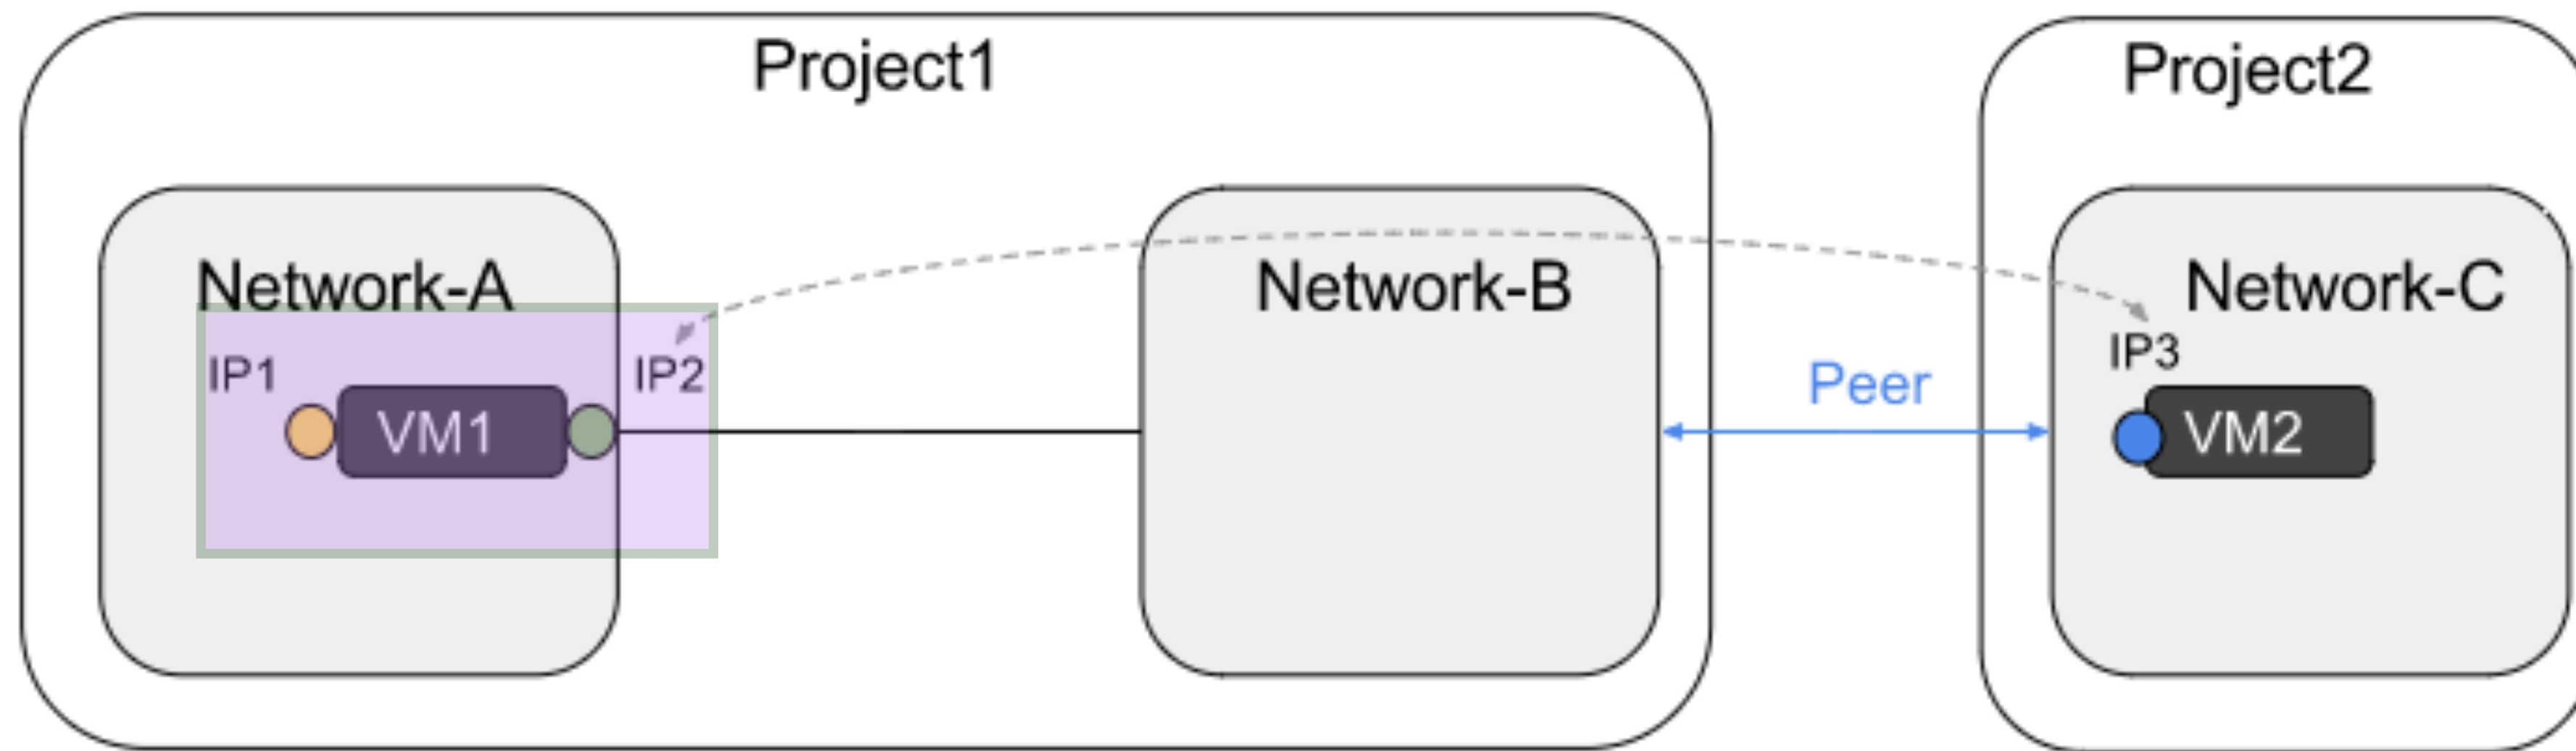 Project1
Project2
Network-A
Network-B
Network-C
IP1
IP2
IP3
Peer
VM1
VM2